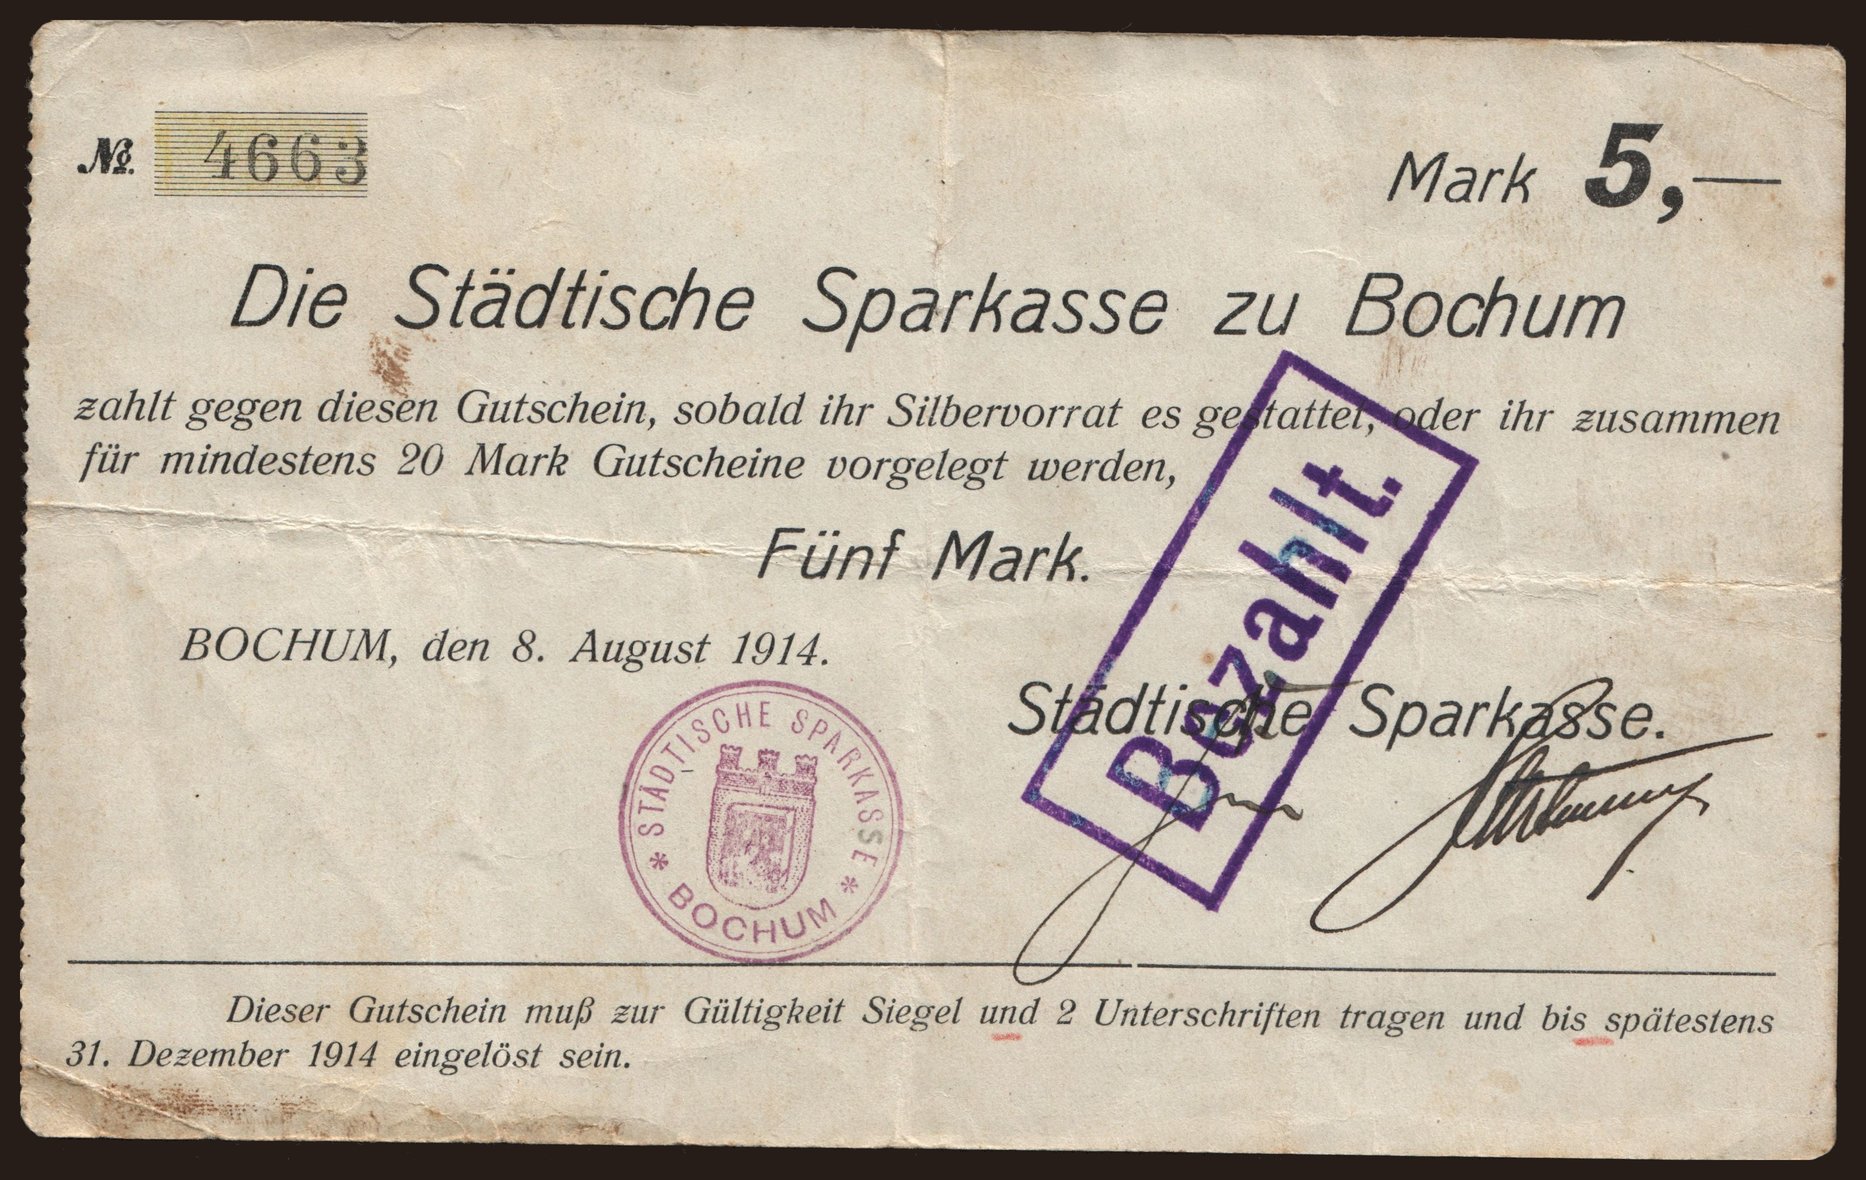 №. 4663
Mark 5,—
Die Städtische Sparkasse zu Bochum
zahlt gegen diesen Gutschein, sobald ihr Silbervorrat es gestattet, oder ihr zusammen
für mindestens 20 Mark Gutscheine vorgelegt werden,
Fünf Mark.
BOCHUM, den 8. August 1914.
Städtische Sparkasse.
Bezahlt.
* STÄDTISCHE SPARKASSE *
BOCHUM
Dieser Gutschein muß zur Gültigkeit Siegel und 2 Unterschriften tragen und bis spätestens
31. Dezember 1914 eingelöst sein.